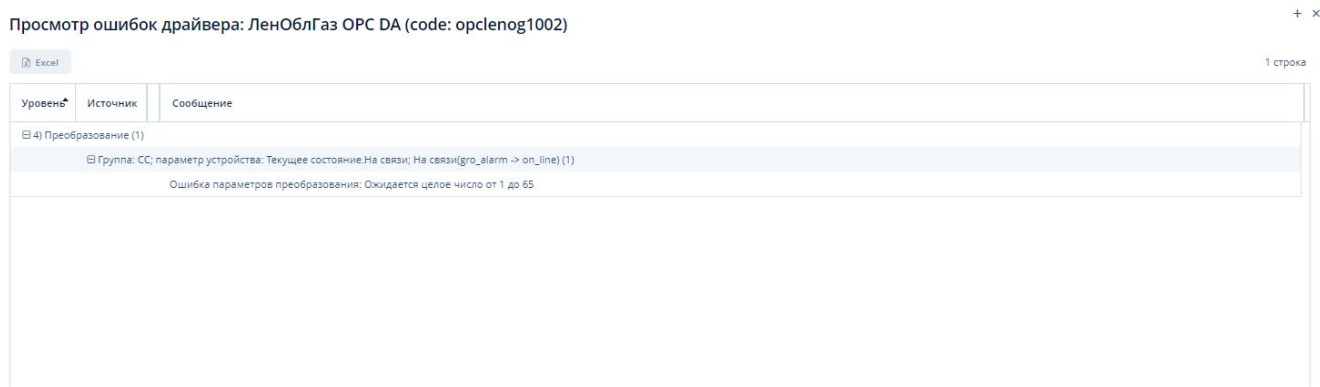 Просмотр ошибок драйвера: ЛенОблГаз OPC DA (code: opclenog1002)
Excel
1 строка
Уровень Источник Сообщение
4) Преобразование (1)
Группа: СС; параметр устройства: Текущее состояние.На связи; На связи(gro_alarm -> on_line) (1)
Ошибка параметров преобразования: Ожидается целое число от 1 до 65